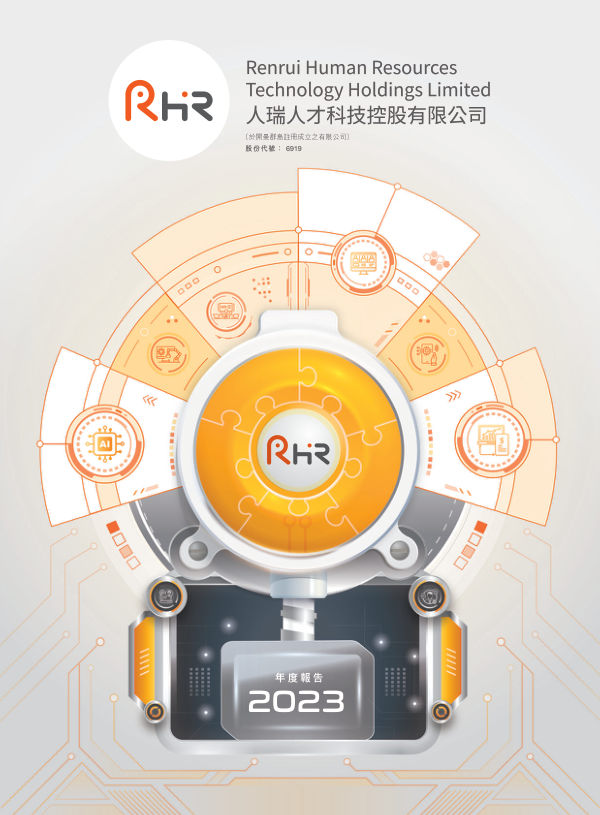 RHR
Renrui Human Resources
Technology Holdings Limited
人瑞人才科技控股有限公司
(於開曼群島註冊成立之有限公司)
股份代號： 6919
AI
RHR
年度報告
2023